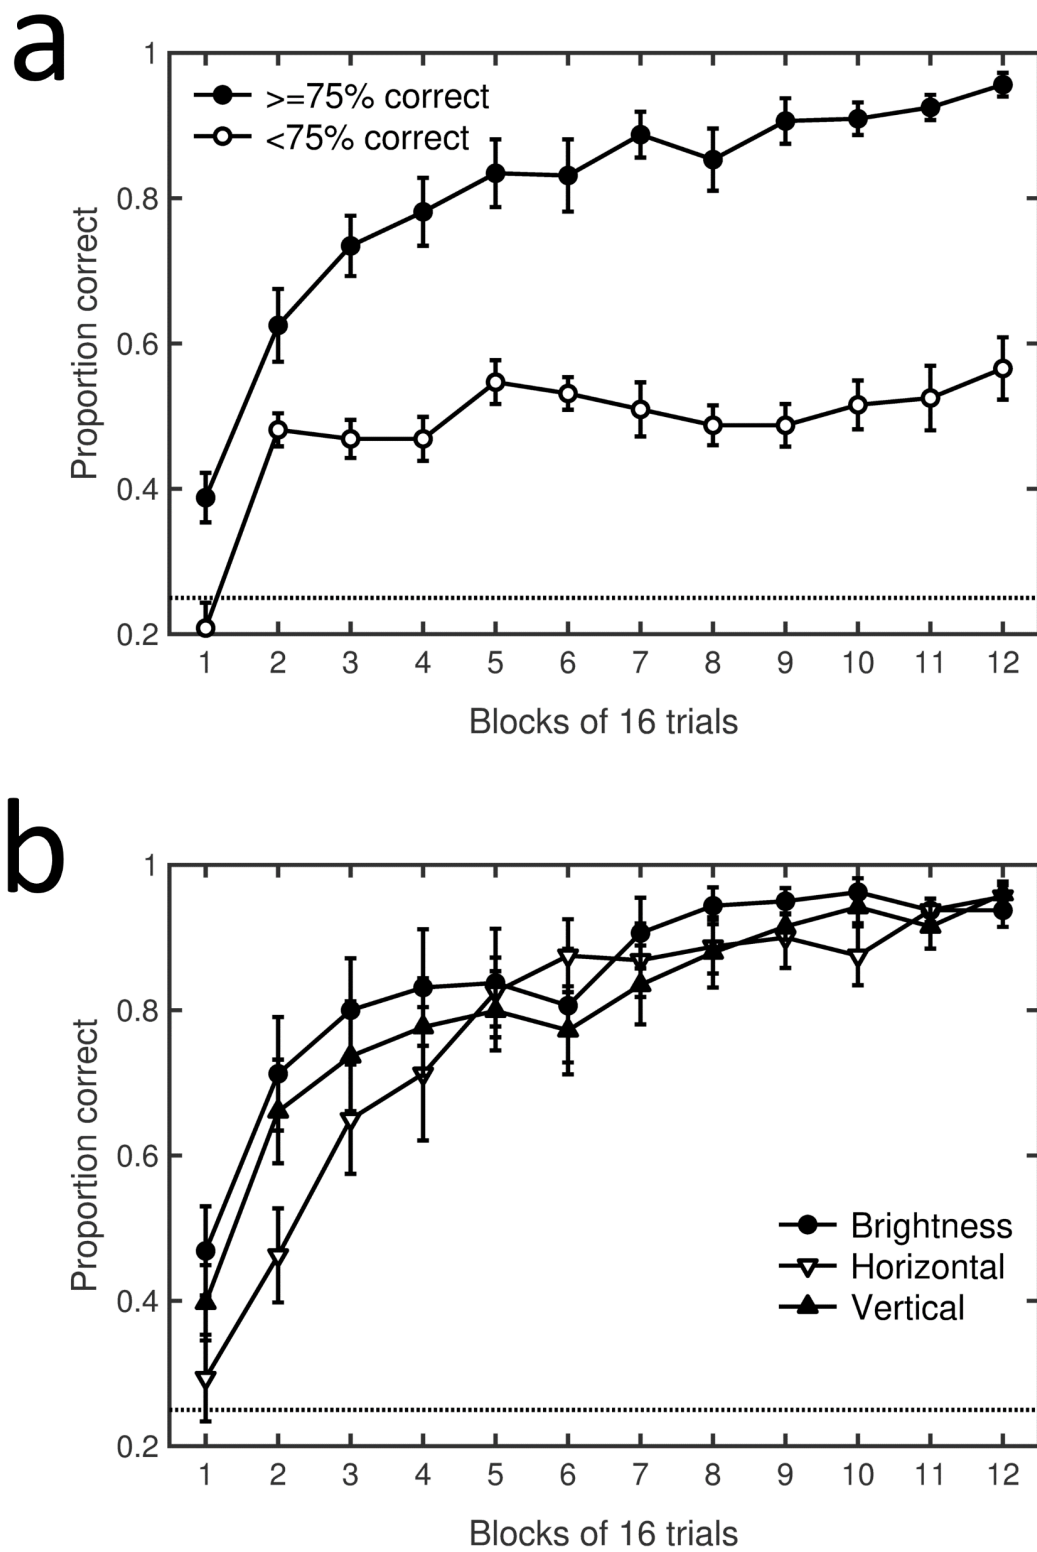 a
1
>=75% correct
<75% correct
0.8
0.6
0.4
0.2
Proportion correct
1 2 3 4 5 6 7 8 9 10 11 12
Blocks of 16 trials
b
1
0.8
0.6
0.4
0.2
Proportion correct
Brightness
Horizontal
Vertical
1 2 3 4 5 6 7 8 9 10 11 12
Blocks of 16 trials